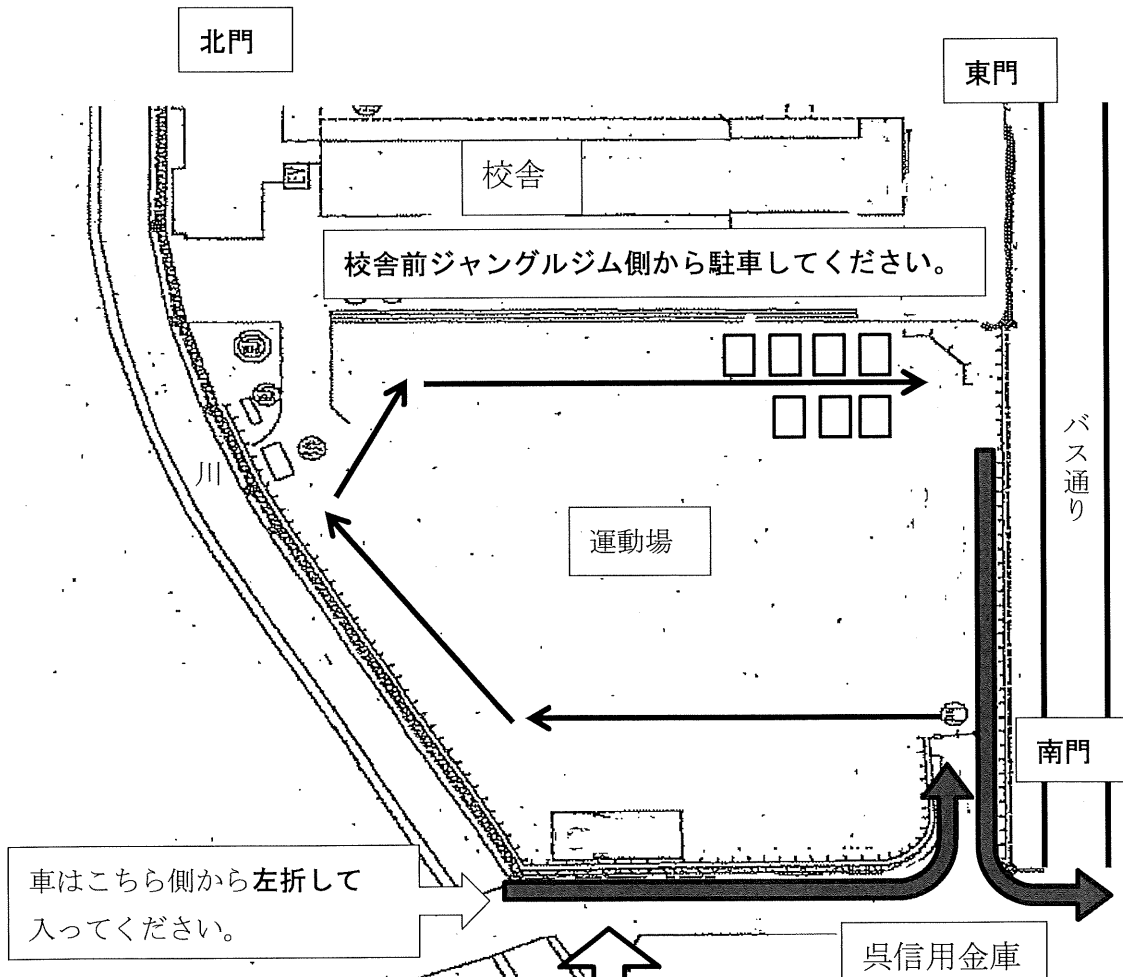 北門
東門
校舎
校舎前ジャングルジム側から駐車してください。
川
バス通り
運動場
南門
車はこちら側から左折して
入ってください。
呉信用金庫